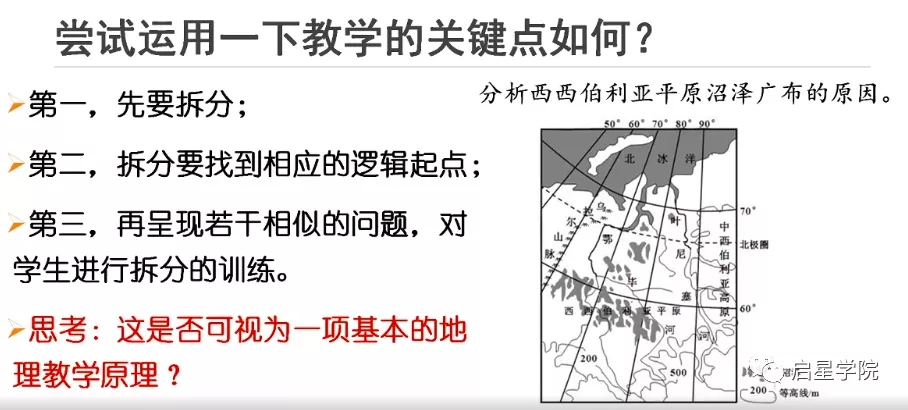 尝试运用一下教学的关键点如何？
第一，先要拆分；
第二，拆分要找到相应的逻辑起点；
第三，再呈现若干相似的问题，对
学生进行拆分的训练。
思考：这是否可视为一项基本的地
理教学原理？
分析西西伯利亚平原沼泽广布的原因。
50° 60° 70° 80° 90°
北冰洋
70°
北极圈
60°
乌拉尔山脉
鄂毕河
叶尼塞河
中西伯利亚高原
西西伯利亚平原
200
500
沼
200 等高线/m
启星学院